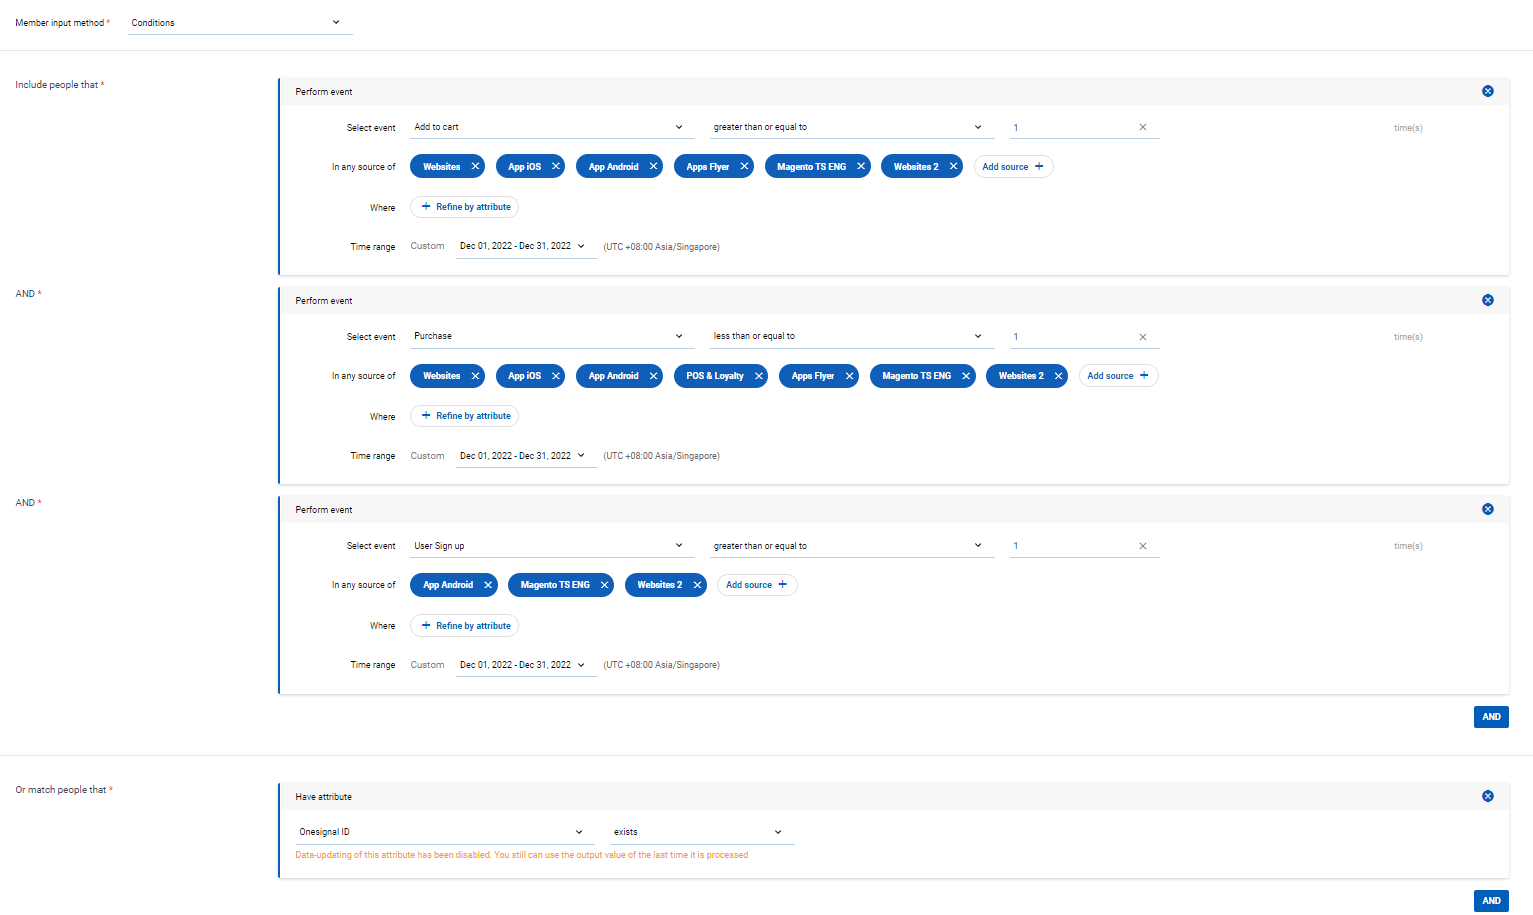 Member input method * Conditions
Include people that *
Perform event
Select event Add to cart greater than or equal to 1 time(s)
In any source of Websites App iOS App Android Apps Flyer Magento TS ENG Websites 2 Add source +
Where + Refine by attribute
Time range Custom Dec 01, 2022 - Dec 31, 2022 (UTC +08:00 Asia/Singapore)
AND *
Perform event
Select event Purchase less than or equal to 1 time(s)
In any source of Websites App iOS App Android POS & Loyalty Apps Flyer Magento TS ENG Websites 2 Add source +
Where + Refine by attribute
Time range Custom Dec 01, 2022 - Dec 31, 2022 (UTC +08:00 Asia/Singapore)
AND *
Perform event
Select event User Sign up greater than or equal to 1 time(s)
In any source of App Android Magento TS ENG Websites 2 Add source +
Where + Refine by attribute
Time range Custom Dec 01, 2022 - Dec 31, 2022 (UTC +08:00 Asia/Singapore)
AND
Or match people that *
Have attribute
Onesignal ID exists
Data-updating of this attribute has been disabled. You still can use the output value of the last time it is processed
AND